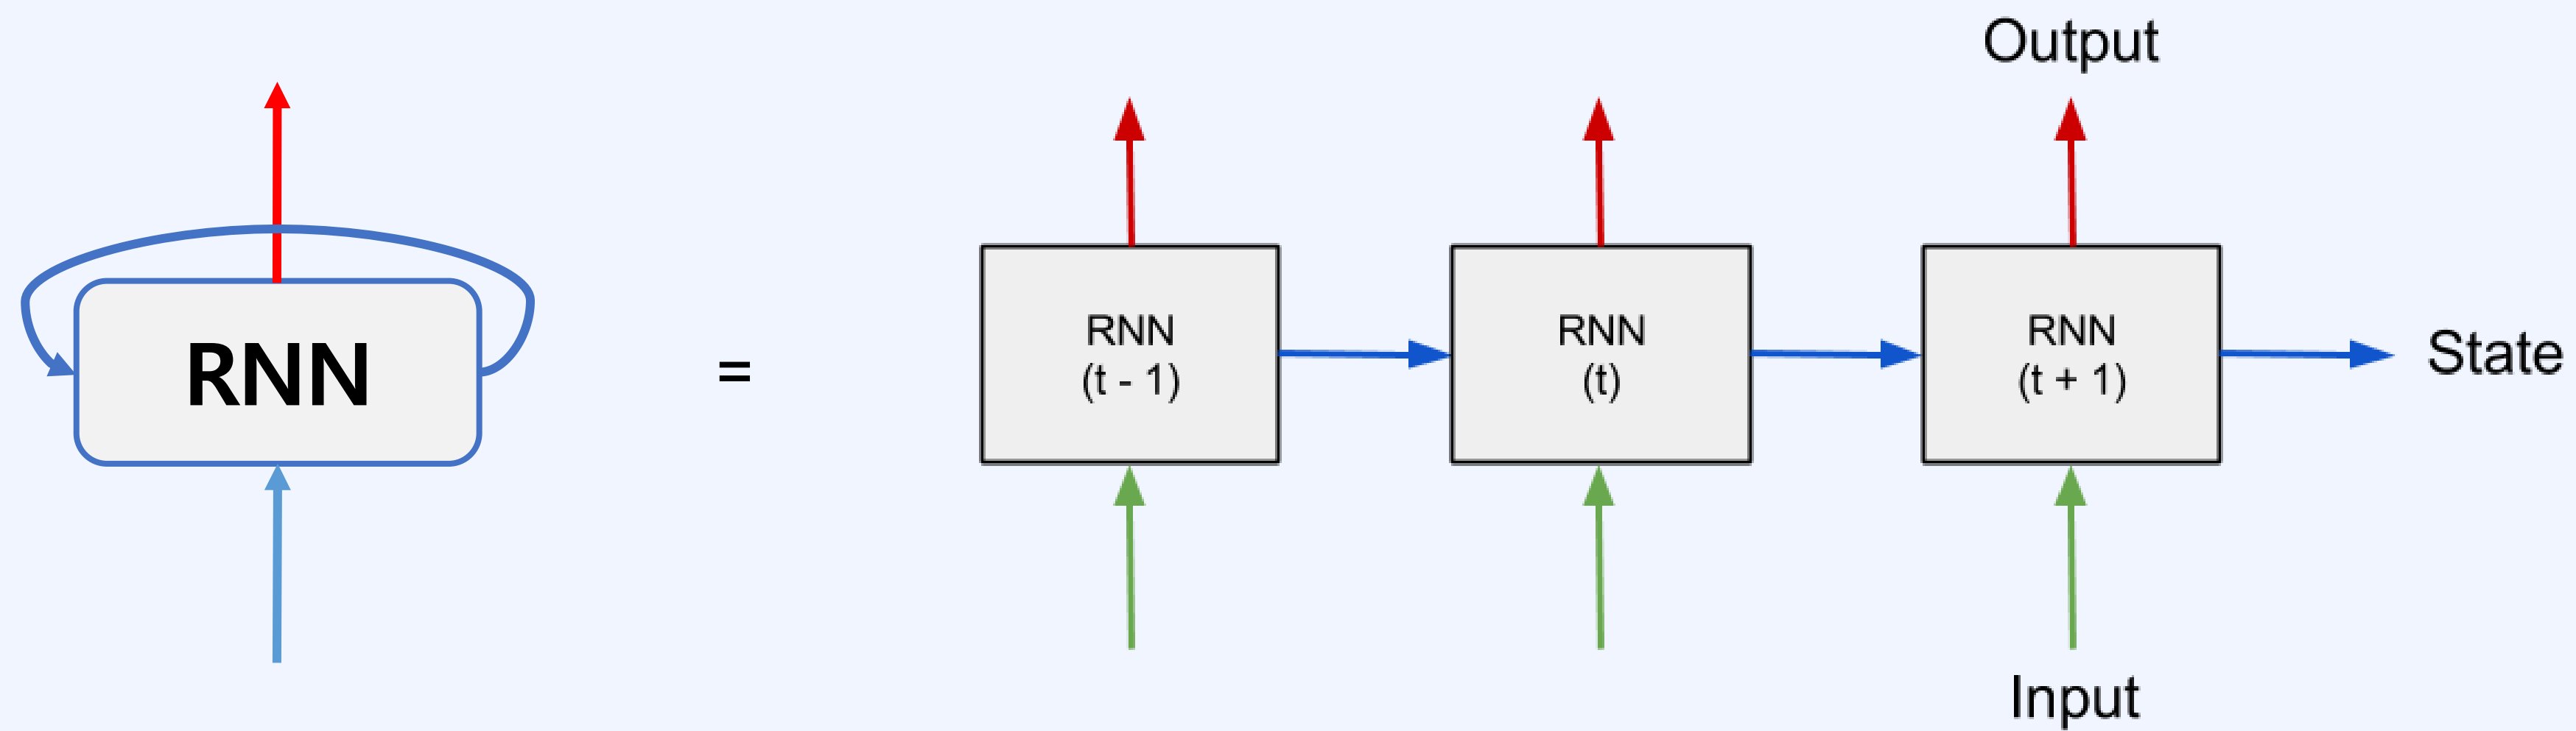 Output
RNN
=
RNN
(t - 1)
RNN
(t)
RNN
(t + 1)
State
Input